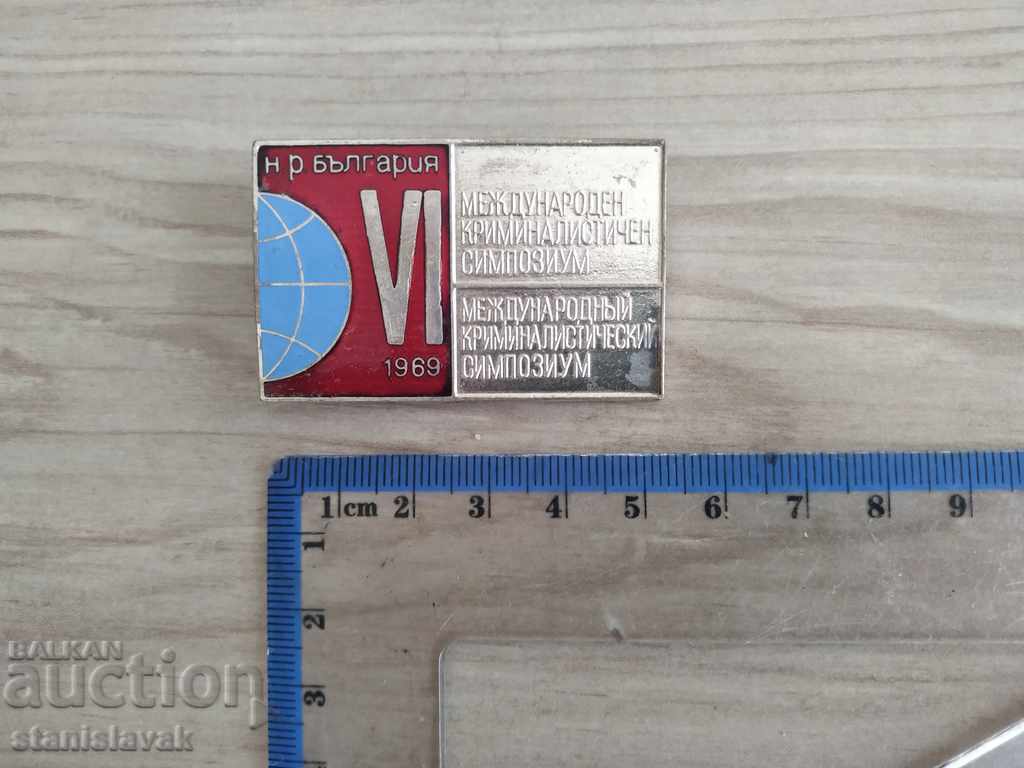 н р България
VI
1969
МЕЖДУНАРОДЕН
КРИМИНАЛИСТИЧЕН
СИМПОЗИУМ
МЕЖДУНАРОДНЫЙ
КРИМИНАЛИСТИЧЕСКИЙ
СИМПОЗИУМ
1 cm 2 3 4 5 6 7 8 9
1
2
3
BALKAN
auction
stanislavak